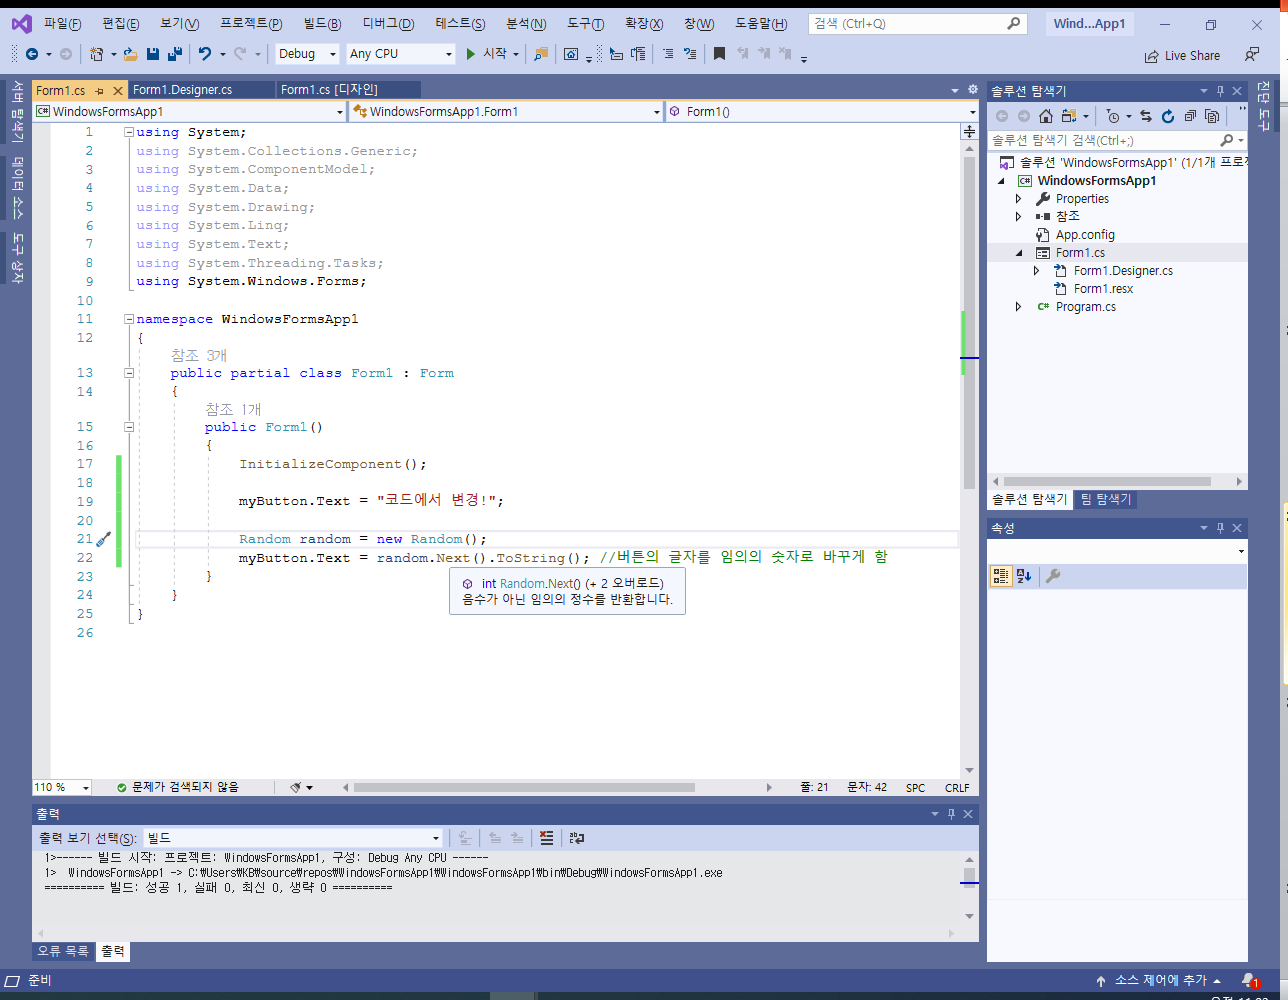 파일(F) 편집(E) 보기(V) 프로젝트(P) 빌드(B) 디버그(D) 테스트(S) 분석(N) 도구(T) 확장(X) 창(W) 도움말(H) 검색 (Ctrl+Q) Wind...App1
Debug Any CPU 시작 Live Share
서버 탐색기
데이터 소스
도구 상자
Form1.cs Form1.Designer.cs Form1.cs [디자인]
WindowsFormsApp1 WindowsFormsApp1.Form1 Form1()
1 using System;
2 using System.Collections.Generic;
3 using System.ComponentModel;
4 using System.Data;
5 using System.Drawing;
6 using System.Linq;
7 using System.Text;
8 using System.Threading.Tasks;
9 using System.Windows.Forms;
10
11 namespace WindowsFormsApp1
12 {
참조 3개
13 public partial class Form1 : Form
14 {
참조 1개
15 public Form1()
16 {
17 InitializeComponent();
18
19 myButton.Text = "코드에서 변경!";
20
21 Random random = new Random();
22 myButton.Text = random.Next().ToString(); //버튼의 글자를 임의의 숫자로 바꾸게 함
23 }
24 }
25 }
26
int Random.Next() (+ 2 오버로드)
음수가 아닌 임의의 정수를 반환합니다.
110 % 문제가 검색되지 않음 줄: 21 문자: 42 SPC CRLF
출력
출력 보기 선택(S): 빌드
1>------ 빌드 시작: 프로젝트: WindowsFormsApp1, 구성: Debug Any CPU ------
1>  WindowsFormsApp1 -> C:₩Users₩KB₩source₩repos₩WindowsFormsApp1₩WindowsFormsApp1₩bin₩Debug₩WindowsFormsApp1.exe
========== 빌드: 성공 1, 실패 0, 최신 0, 생략 0 ==========
오류 목록 출력
솔루션 탐색기
솔루션 탐색기 검색(Ctrl+;)
솔루션 'WindowsFormsApp1' (1/1개 프로젝
C# WindowsFormsApp1
Properties
참조
App.config
Form1.cs
Form1.Designer.cs
Form1.resx
C# Program.cs
솔루션 탐색기 팀 탐색기
속성
진단 도구
준비 소스 제어에 추가 1